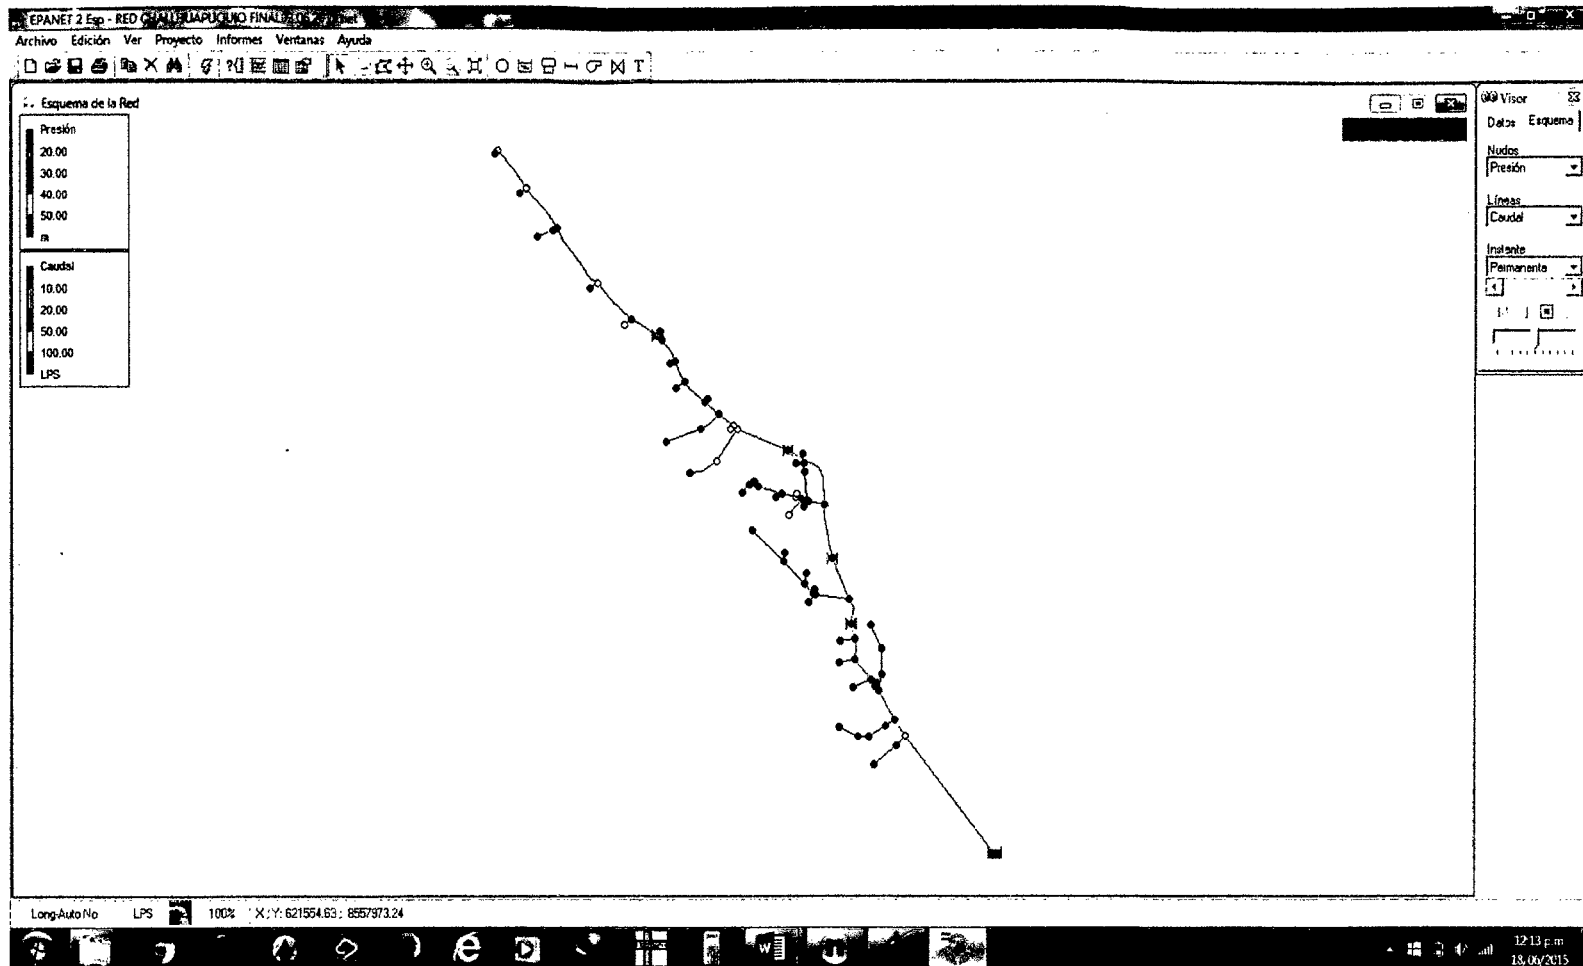 EPANET 2 Esp - RED CHALLHUAPUQUIO FINAL
Archivo Edición Ver Proyecto Informes Ventanas Ayuda
Esquema de la Red
Presión
20.00
30.00
40.00
50.00
m
Caudal
10.00
20.00
50.00
100.00
LPS
Visor
Datos Esquema
Nudos
Presión
Líneas
Caudal
Instante
Permanente
Long-Auto No LPS 100% X,Y: 621554.63; 8557973.24
12:13 p.m.
18/06/2015